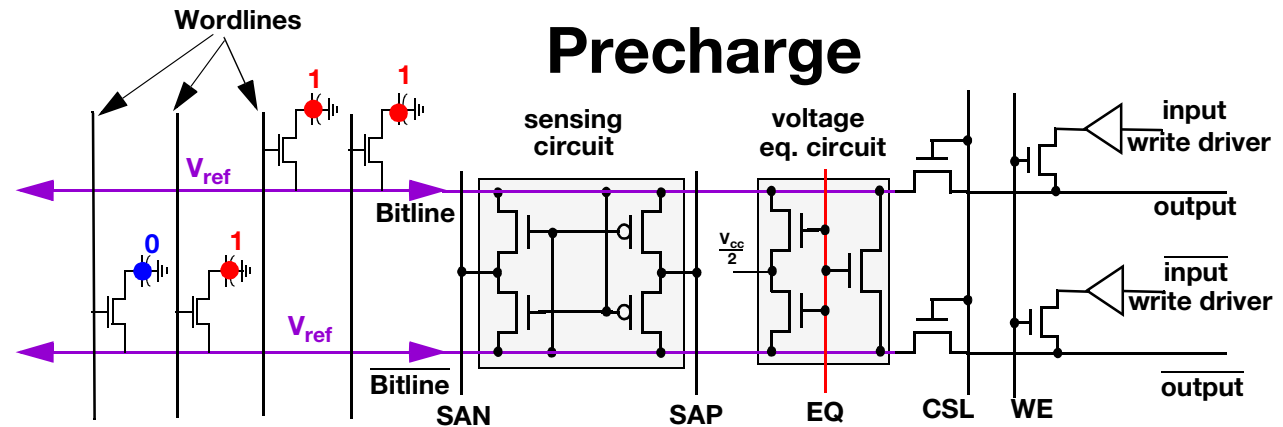 Wordlines
Precharge
1
1
sensing
circuit
voltage
eq. circuit
input
write driver
Vref
Bitline
output
0
1
Vcc
2
input
write driver
Vref
Bitline
output
SAN
SAP
EQ
CSL
WE